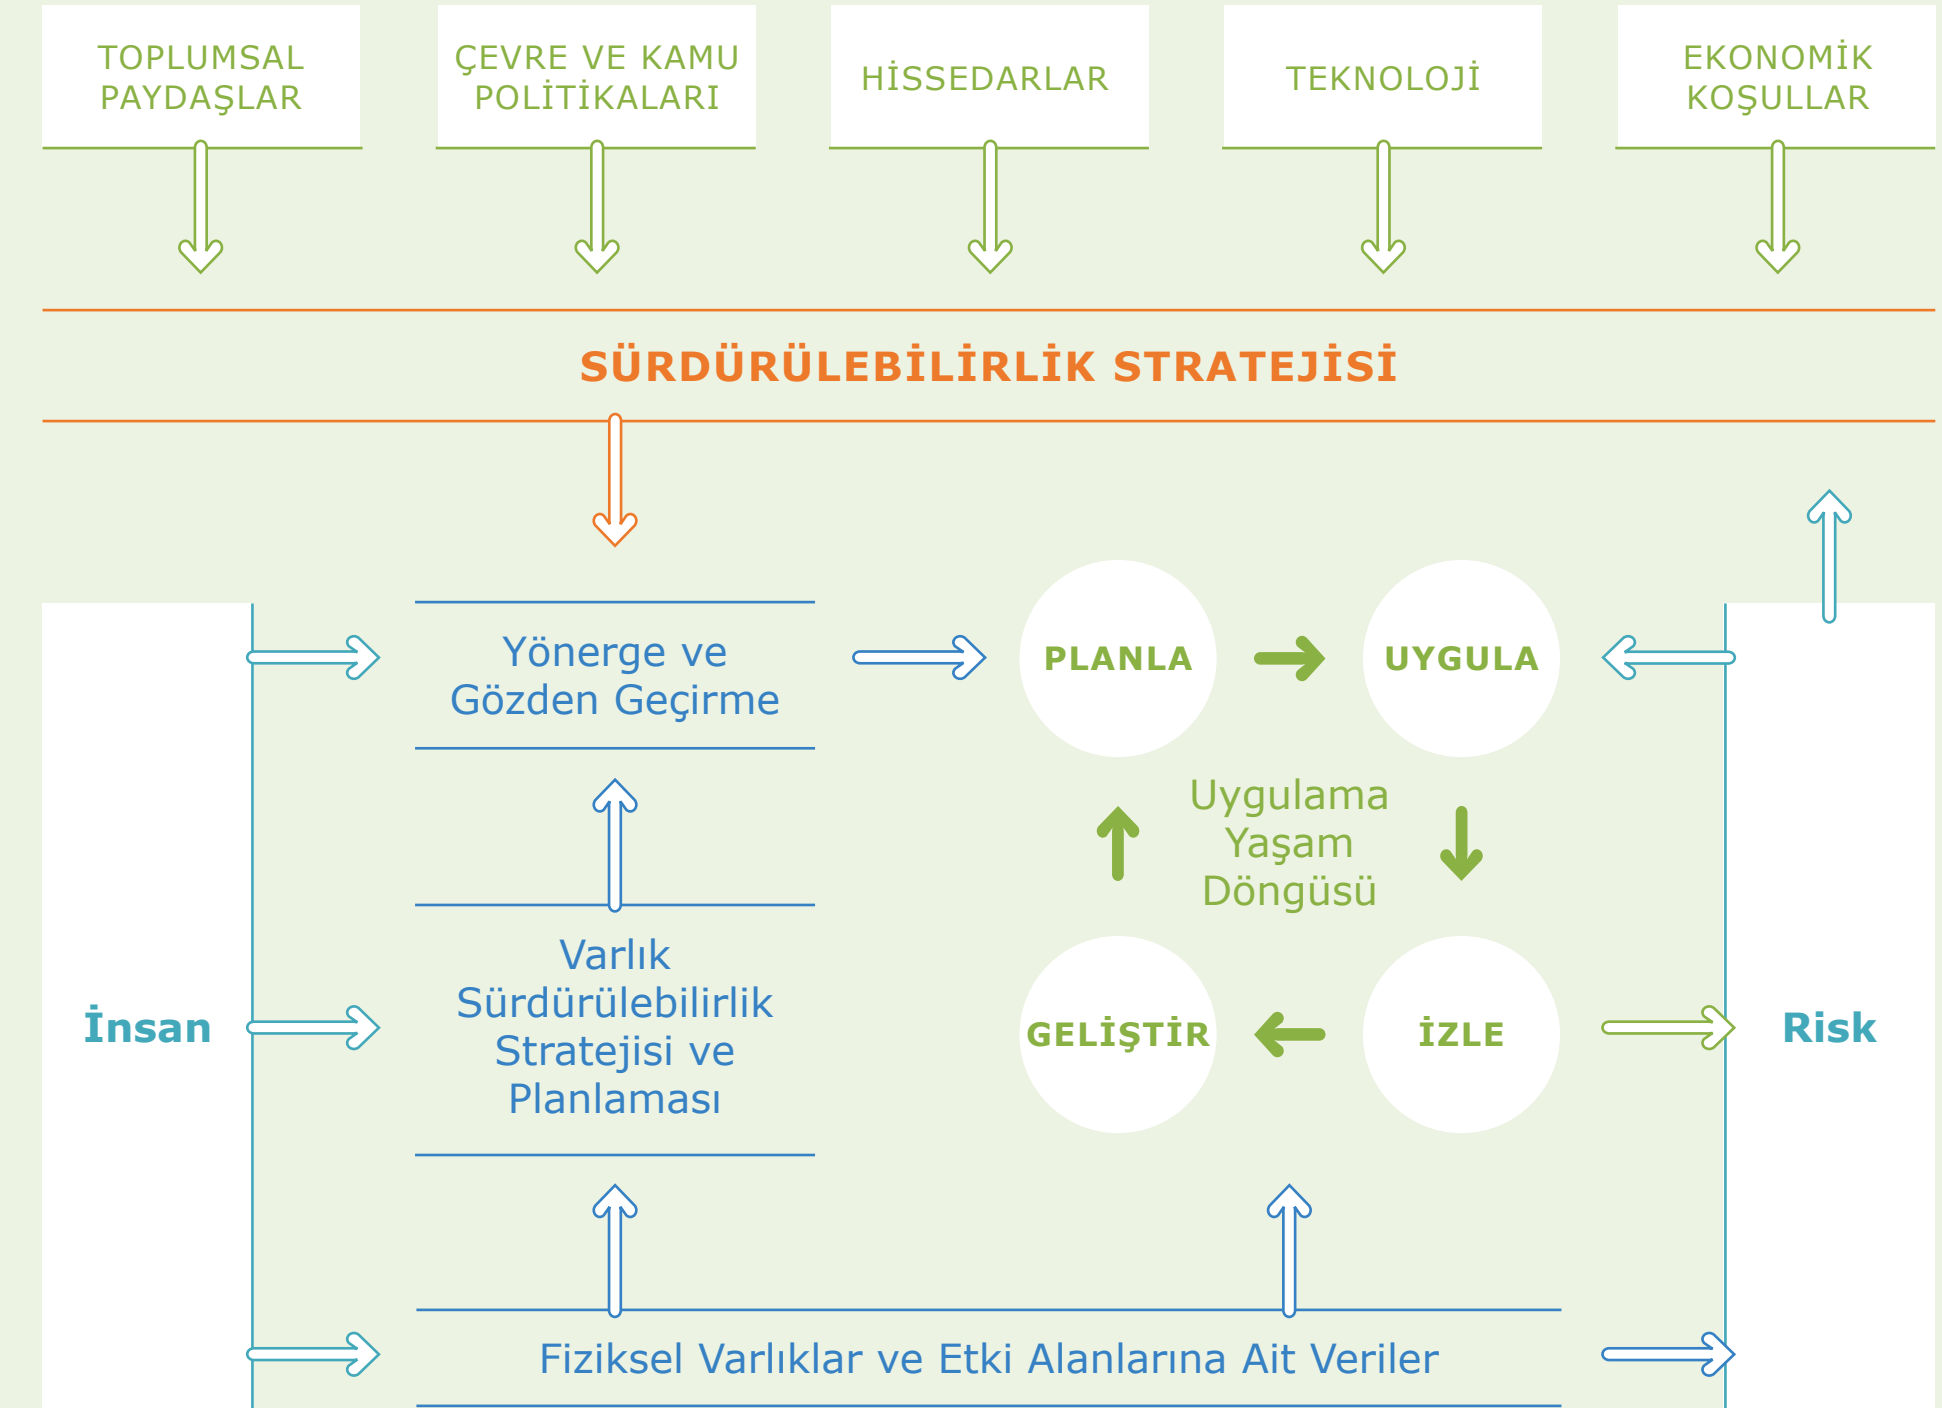 TOPLUMSAL
PAYDAŞLAR
ÇEVRE VE KAMU
POLİTİKALARI
HİSSEDARLAR
TEKNOLOJİ
EKONOMİK
KOŞULLAR
SÜRDÜRÜLEBİLİRLİK STRATEJİSİ
Yönerge ve
Gözden Geçirme
PLANLA
UYGULA
Uygulama
Yaşam
Döngüsü
İnsan
Varlık
Sürdürülebilirlik
Stratejisi ve
Planlaması
GELİŞTİR
İZLE
Risk
Fiziksel Varlıklar ve Etki Alanlarına Ait Veriler